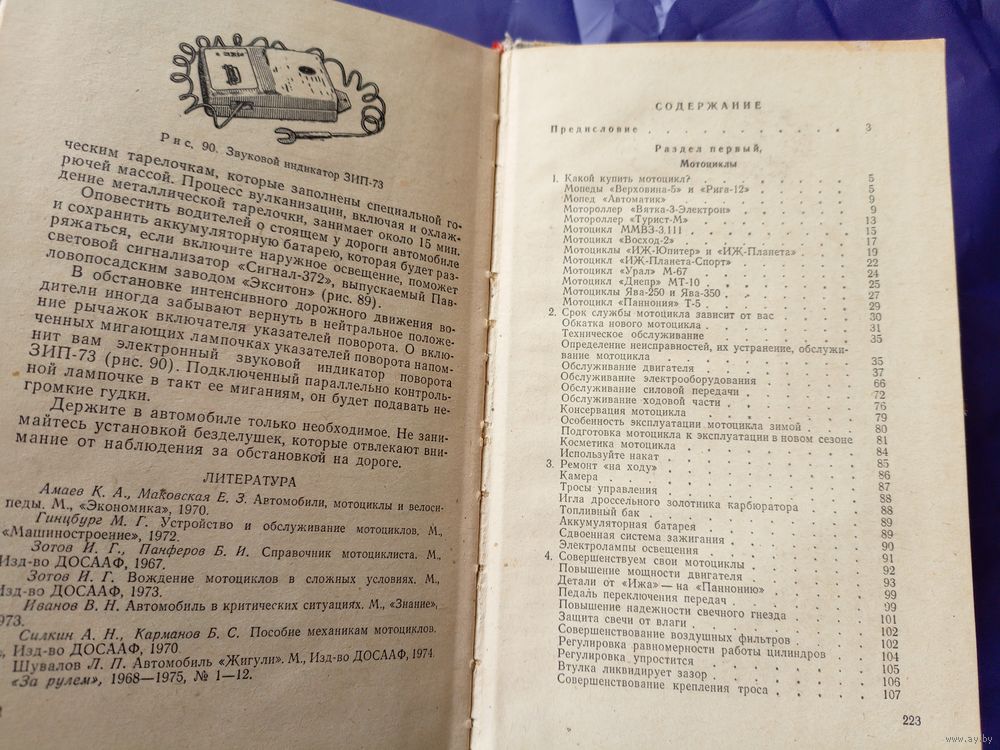 Рис. 90. Звуковой индикатор ЗИП-73
ческим тарелочкам, которые заполнены специальной го-
рючей массой. Процесс вулканизации, включая и охлаж-
дение металлической тарелочки, занимает около 15 мин.
Оповестить водителей о стоящем у дороги автомобиле
и сохранить аккумуляторную батарею, которая будет раз-
ряжаться, если включите наружное освещение, поможет
световой сигнализатор «Сигнал-372», выпускаемый Пав-
ловопосадским заводом «Экситон» (рис. 89).
В обстановке интенсивного дорожного движения во-
дители иногда забывают вернуть в нейтральное положе-
ние рычажок включателя указателей поворота. О вклю-
ченных мигающих лампочках указателей поворота напом-
нит вам электронный звуковой индикатор поворота
ЗИП-73 (рис. 90). Подключенный параллельно контроль-
ной лампочке в такт ее миганиям, он будет подавать не-
громкие гудки.
Держите в автомобиле только необходимое. Не зани-
майтесь установкой безделушек, которые отвлекают вни-
мание от наблюдения за обстановкой на дороге.
ЛИТЕРАТУРА
Амаев К. А., Маковская Е. З. Автомобили, мотоциклы и велоси-
педы. М., «Экономика», 1970.
Гинцбург М. Г. Устройство и обслуживание мотоциклов. М.,
«Машиностроение», 1972.
Зотов И. Г., Панферов Б. И. Справочник мотоциклиста. М.,
Изд-во ДОСААФ, 1967.
Зотов И. Г. Вождение мотоциклов в сложных условиях. М.,
Изд-во ДОСААФ, 1973.
Иванов В. Н. Автомобиль в критических ситуациях. М., «Знание»,
973.
Силкин А. Н., Карманов Б. С. Пособие механикам мотоциклов.
Изд-во ДОСААФ, 1970.
Шувалов Л. П. Автомобиль «Жигули». М., Изд-во ДОСААФ, 1974.
«За рулем», 1968—1975, № 1—12.
СОДЕРЖАНИЕ
Предисловие . . . . . . . . . . 3
Раздел первый,
Мотоциклы
1. Какой купить мотоцикл? . . . . . . 5
Мопеды «Верховина-5» и «Рига-12» . . . . 5
Мопед «Автоматик» . . . . . . 9
Мотороллер «Вятка-3-Электрон» . . . . 9
Мотороллер «Турист-М» . . . . . 13
Мотоцикл ММВЗ-3.111 . . . . . 15
Мотоцикл «Восход-2» . . . . . 17
Мотоциклы «ИЖ-Юпитер» и «ИЖ-Планета» . . 19
Мотоцикл «ИЖ-Планета-Спорт» . . . . 22
Мотоцикл «Урал» М-67 . . . . . 24
Мотоцикл «Днепр» МТ-10 . . . . . 25
Мотоциклы Ява-250 и Ява-350 . . . . 27
Мотоцикл «Паннония» Т-5 . . . . . 29
2. Срок службы мотоцикла зависит от вас . . . 30
Обкатка нового мотоцикла . . . . . 31
Техническое обслуживание . . . . . 35
Определение неисправностей, их устранение, обслужи-
вание мотоцикла . . . . . . 35
Обслуживание двигателя . . . . . 37
Обслуживание электрооборудования . . . . 66
Обслуживание силовой передачи . . . . 72
Обслуживание ходовой части . . . . 76
Консервация мотоцикла . . . . . 79
Особенность эксплуатации мотоцикла зимой . . 80
Подготовка мотоцикла к эксплуатации в новом сезоне 81
Косметика мотоцикла . . . . . 84
Используйте накат . . . . . . 85
3. Ремонт «на ходу» . . . . . . 86
Камера . . . . . . . . 86
Тросы управления . . . . . . 87
Игла дроссельного золотника карбюратора . . 88
Топливный бак . . . . . . . 88
Аккумуляторная батарея . . . . . 89
Сдвоенная система зажигания . . . . 89
Электролампы освещения . . . . . 90
4. Совершенствуем свои мотоциклы . . . . 91
Повышение мощности двигателя . . . . 92
Детали от «Ижа» — на «Паннонию» . . . 93
Педаль переключения передач . . . . 99
Повышение надежности свечного гнезда . . . 99
Защита свечи от влаги . . . . . 101
Совершенствование воздушных фильтров . . . 102
Регулировка равномерности работы цилиндров . . 102
Регулировка упростится . . . . . 104
Втулка ликвидирует зазор . . . . . 105
Совершенствование крепления троса . . . . 106
107
223
www.ay.by